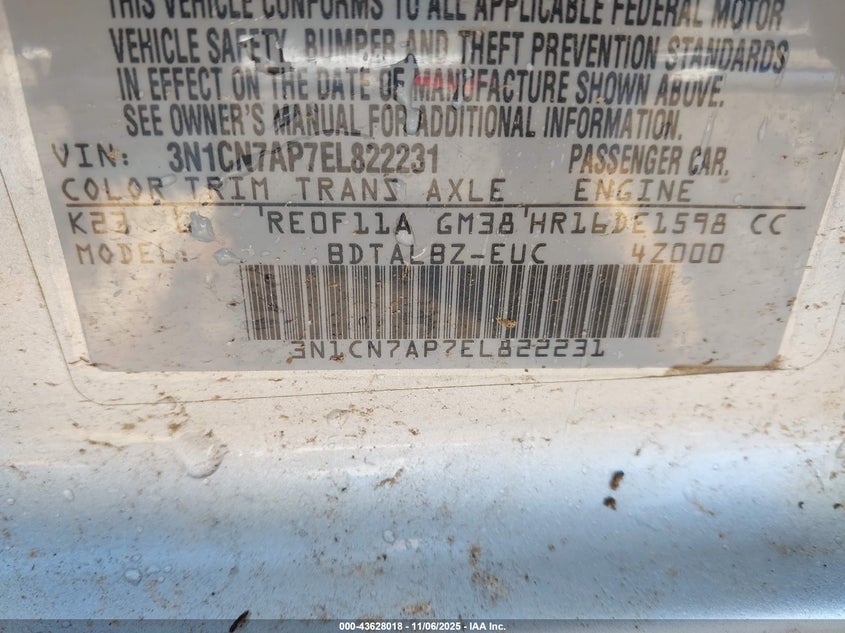 THIS VEHICLE CONFORMS TO ALL APPLICABLE FEDERAL MOTOR
VEHICLE SAFETY, BUMPER AND THEFT PREVENTION STANDARDS
IN EFFECT ON THE DATE OF MANUFACTURE SHOWN ABOVE.
SEE OWNER'S MANUAL FOR ADDITIONAL INFORMATION.
VIN: 3N1CN7AP7EL822231 PASSENGER CAR.
COLOR TRIM TRANS AXLE ENGINE
K23 RE0F11A GM38 HR16DE1598 CC
MODEL: BDTALBZ-EUC 4Z000
3N1CN7AP7EL822231
000-43628018 - 11/06/2025 - IAA Inc.